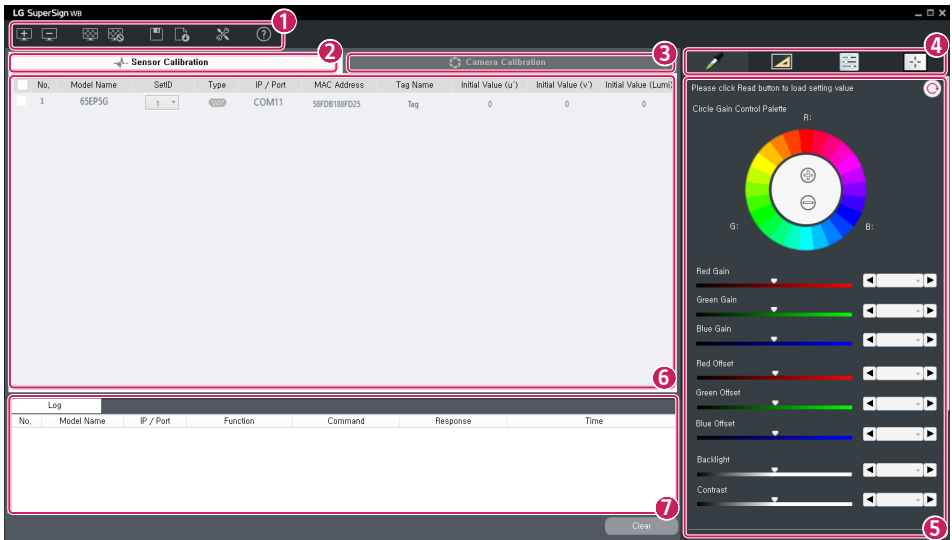 LG SuperSign WB
1
2
3
4
Sensor Calibration
Camera Calibration
No. Model Name SetID Type IP / Port MAC Address Tag Name Initial Value (u') Initial Value (v') Initial Value (Lumi
1 65EP5G 1 COM11 58FDB188FD25 Tag 0 0 0
6
Log
No. Model Name IP / Port Function Command Response Time
7
Clear
Please click Read button to load setting value
Circle Gain Control Palette
R:
G: B:
Red Gain
Green Gain
Blue Gain
Red Offset
Green Offset
Blue Offset
Backlight
Contrast
5